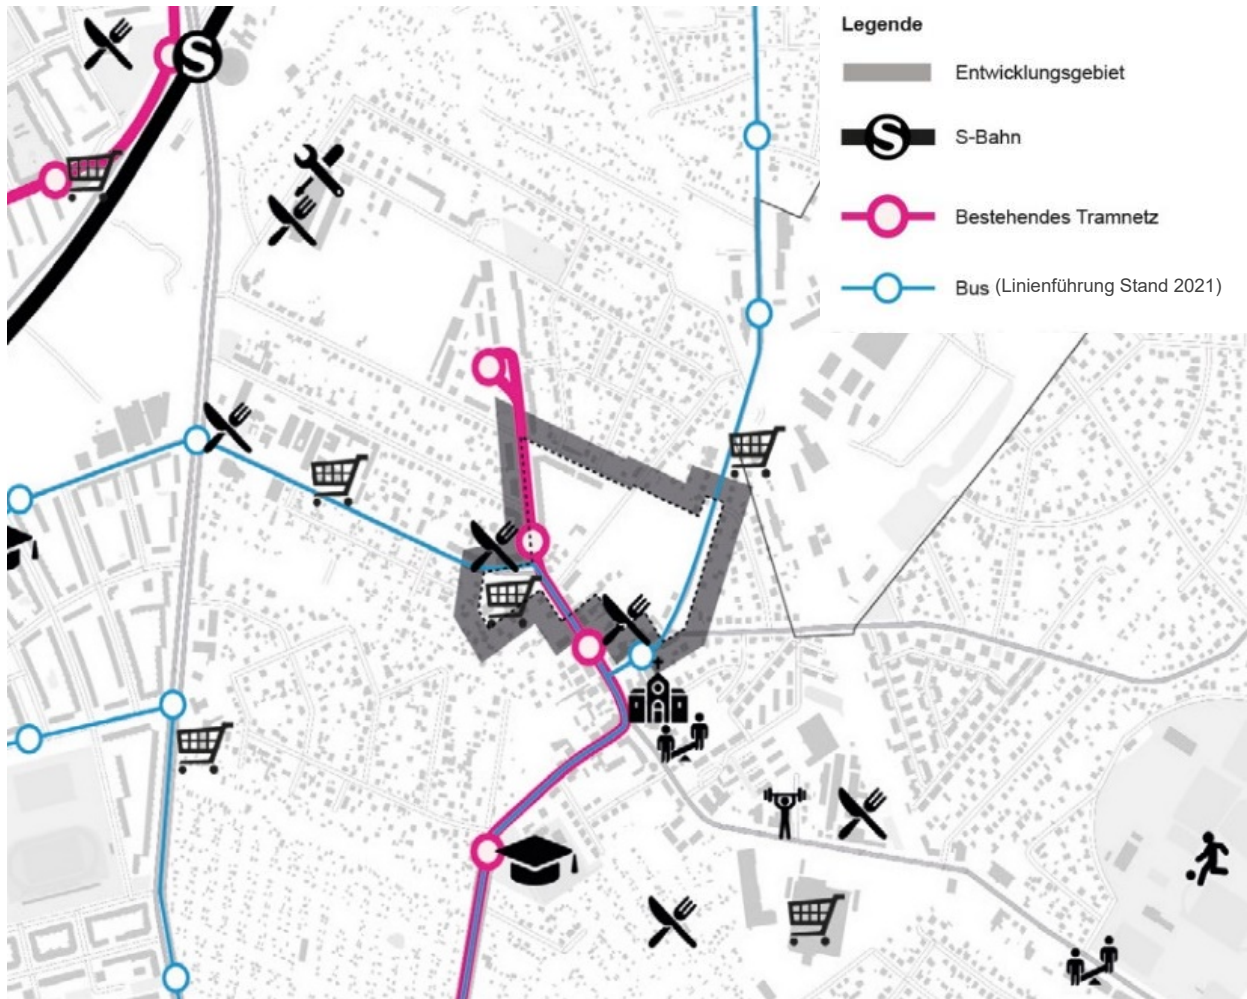 Legende
Entwicklungsgebiet
S
S-Bahn
Bestehendes Tramnetz
Bus (Linienführung Stand 2021)
S